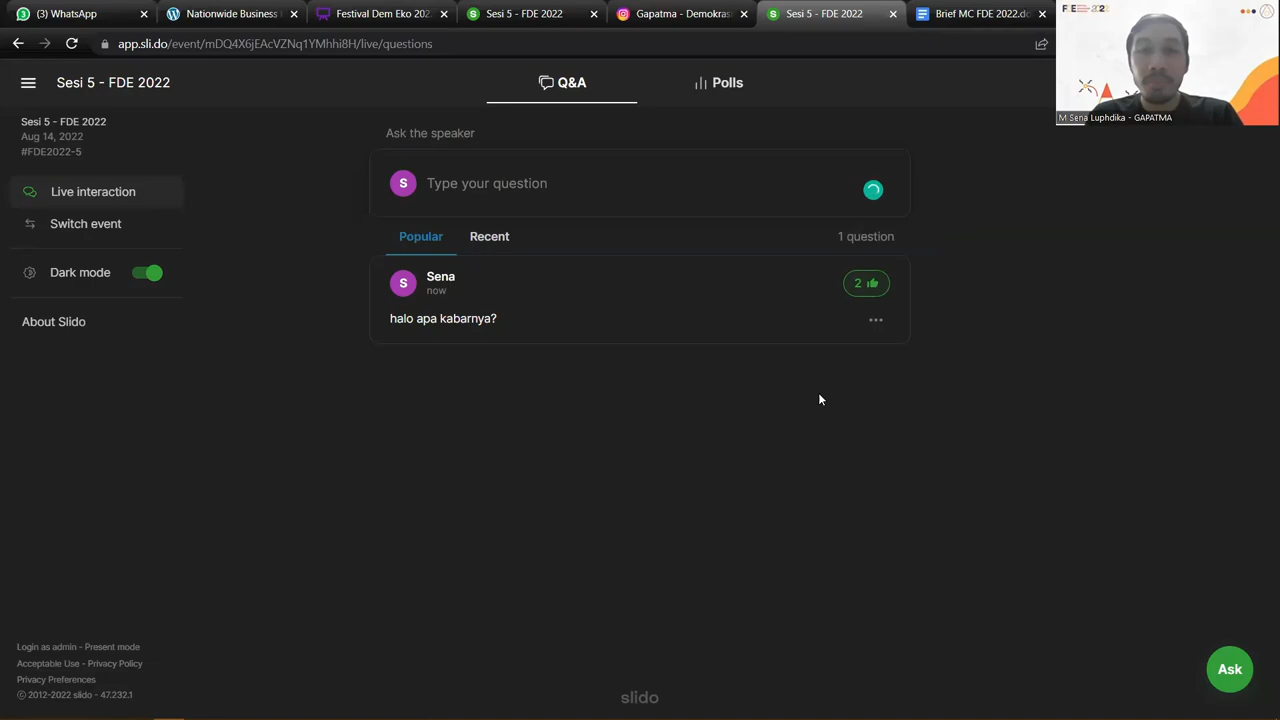 (3) WhatsApp
Nationwide Business
Festival Dem Eko 202
Sesi 5 - FDE 2022
Gapatma - Demokras
Sesi 5 - FDE 2022
Brief MC FDE 2022.do
app.sli.do/event/mDQ4X6jEAcVZNq1YMhhi8H/live/questions
Sesi 5 - FDE 2022
Q&A
Polls
M Sena Luphdika - GAPATMA
Sesi 5 - FDE 2022
Aug 14, 2022
#FDE2022-5
Live interaction
Switch event
Dark mode
About Slido
Ask the speaker
S
Type your question
Popular
Recent
1 question
S
Sena
now
2
halo apa kabarnya?
Login as admin - Present mode
Acceptable Use - Privacy Policy
Privacy Preferences
© 2012-2022 slido - 47.232.1
slido
Ask